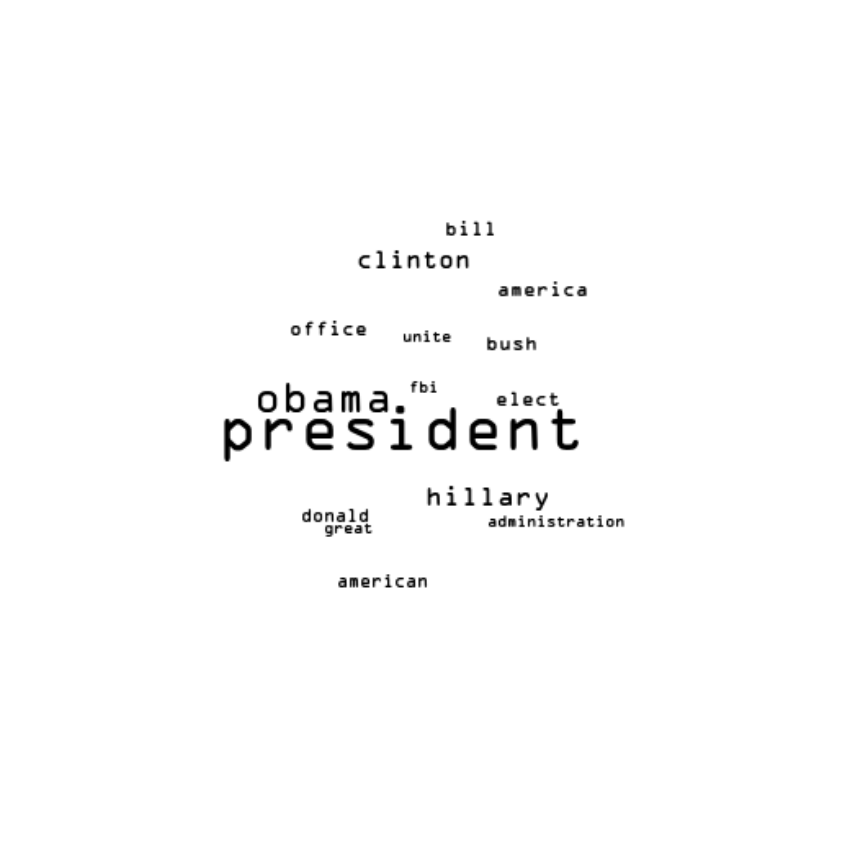 bill
clinton
america
office unite bush
fbi
obama elect
president
hillary
donald administration
great
american